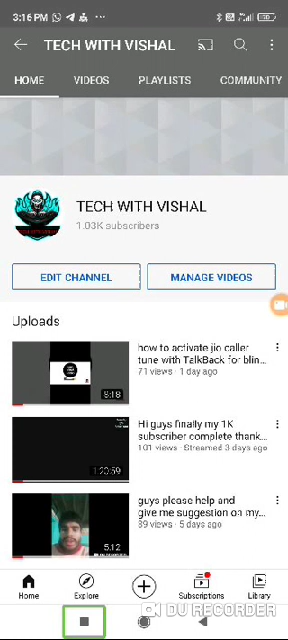 3:16 PM
TECH WITH VISHAL
HOME VIDEOS PLAYLISTS COMMUNITY
TECH WITH VISHAL
1.03K subscribers
EDIT CHANNEL MANAGE VIDEOS
Uploads
how to activate jio caller
tune with TalkBack for blin...
71 views · 1 day ago
8:18
Hi guys finally my 1K
subscriber complete thank...
101 views · Streamed 3 days ago
1:20:59
guys please help and
give me suggestion on my...
89 views · 5 days ago
5:12
Home Explore Subscriptions Library
DU RECORDER